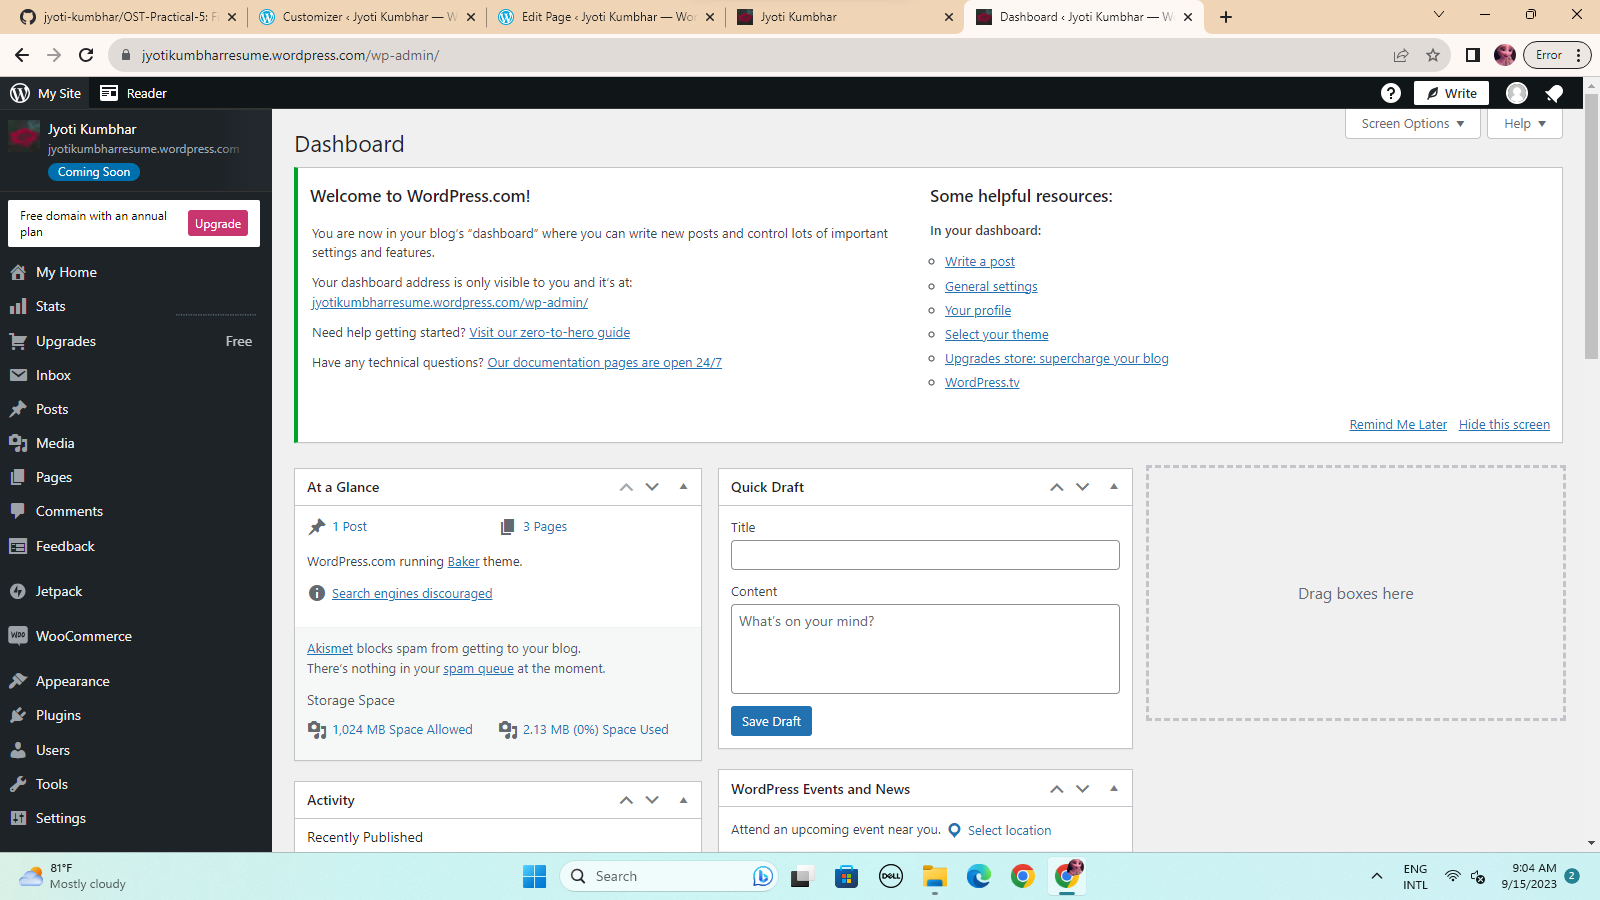 jyoti-kumbhar/OST-Practical-5: F
Customizer ‹ Jyoti Kumbhar — W
Edit Page ‹ Jyoti Kumbhar — Wor
Jyoti Kumbhar
Dashboard ‹ Jyoti Kumbhar — W
jyotikumbharresume.wordpress.com/wp-admin/
Error
My Site
Reader
Write
Jyoti Kumbhar
jyotikumbharresume.wordpress.com
Coming Soon
Free domain with an annual
plan
Upgrade
My Home
Stats
Upgrades
Free
Inbox
Posts
Media
Pages
Comments
Feedback
Jetpack
WooCommerce
Appearance
Plugins
Users
Tools
Settings
Screen Options
Help
Dashboard
Welcome to WordPress.com!
You are now in your blog’s “dashboard” where you can write new posts and control lots of important
settings and features.
Your dashboard address is only visible to you and it’s at:
jyotikumbharresume.wordpress.com/wp-admin/
Need help getting started? Visit our zero-to-hero guide
Have any technical questions? Our documentation pages are open 24/7
Some helpful resources:
In your dashboard:
Write a post
General settings
Your profile
Select your theme
Upgrades store: supercharge your blog
WordPress.tv
Remind Me Later
Hide this screen
At a Glance
1 Post
3 Pages
WordPress.com running Baker theme.
Search engines discouraged
Akismet blocks spam from getting to your blog.
There’s nothing in your spam queue at the moment.
Storage Space
1,024 MB Space Allowed
2.13 MB (0%) Space Used
Activity
Recently Published
Quick Draft
Title
Content
What’s on your mind?
Save Draft
WordPress Events and News
Attend an upcoming event near you.
Select location
Drag boxes here
81°F
Mostly cloudy
Search
DELL
ENG
INTL
9:04 AM
9/15/2023
2